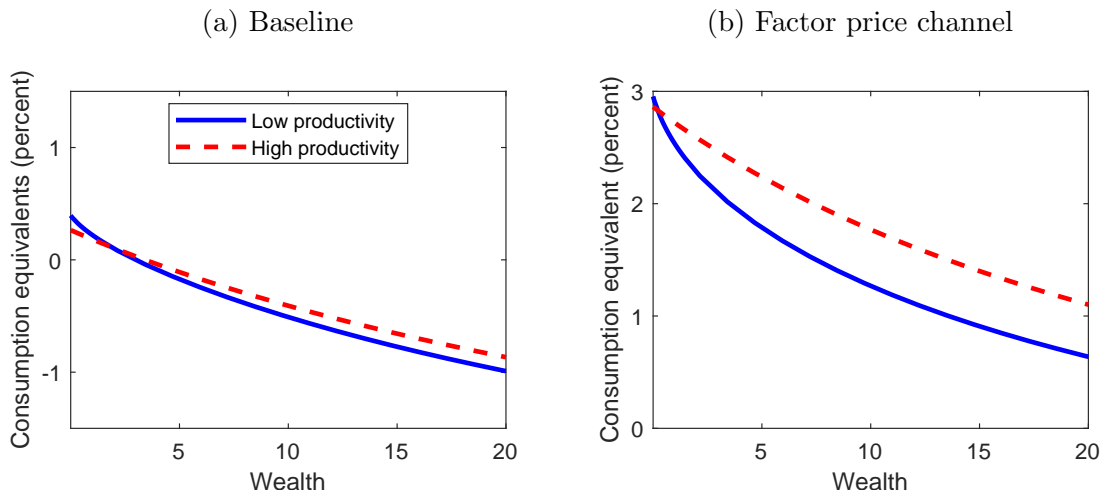 (a) Baseline
Consumption equivalents (percent)
1
0
-1
Low productivity
High productivity
5
10
15
20
Wealth
(b) Factor price channel
Consumption equivalent (percent)
3
2
1
0
5
10
15
20
Wealth